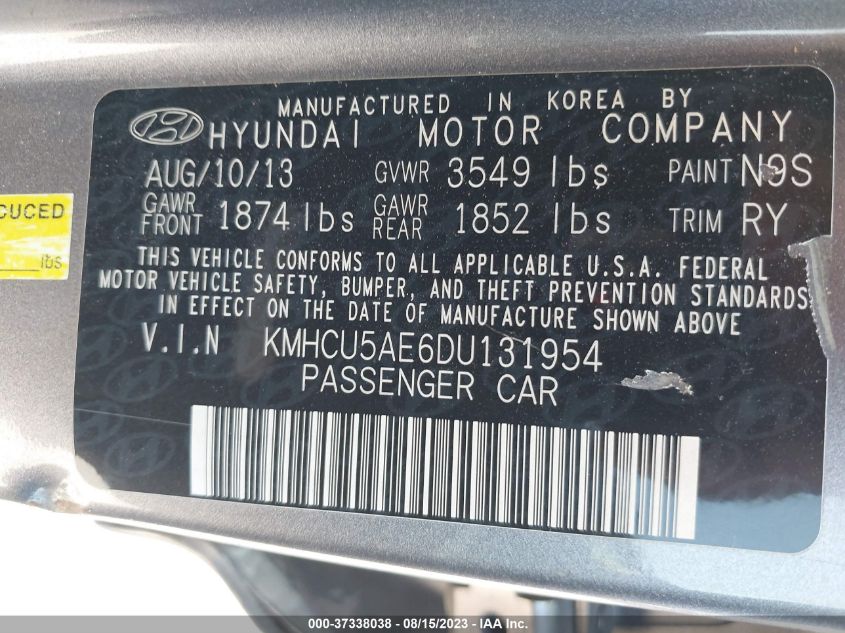 MANUFACTURED IN KOREA BY
HYUNDAI MOTOR COMPANY
AUG/10/13 GVWR 3549 lbs PAINT N9S
GAWR FRONT 1874 lbs GAWR REAR 1852 lbs TRIM RY
THIS VEHICLE CONFORMS TO ALL APPLICABLE U.S.A. FEDERAL
MOTOR VEHICLE SAFETY, BUMPER, AND THEFT PREVENTION STANDARDS
IN EFFECT ON THE DATE OF MANUFACTURE SHOWN ABOVE
V.I.N KMHCU5AE6DU131954
PASSENGER CAR
CUCED
lbs
000-37338038 - 08/15/2023 - IAA Inc.